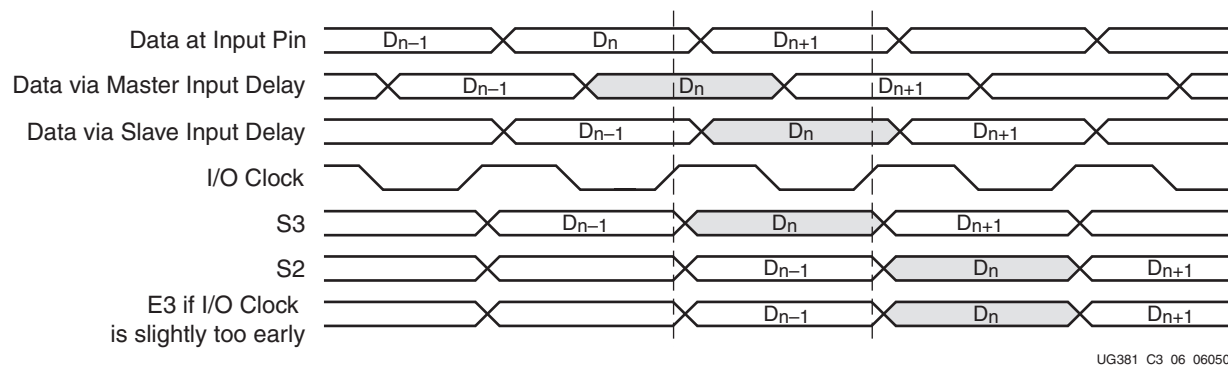 Data at Input Pin Dn–1 Dn Dn+1
Data via Master Input Delay Dn–1 Dn Dn+1
Data via Slave Input Delay Dn–1 Dn Dn+1
I/O Clock
S3 Dn–1 Dn Dn+1
S2 Dn–1 Dn Dn+1
E3 if I/O Clock
is slightly too early Dn–1 Dn Dn+1
UG381_C3_06_06050